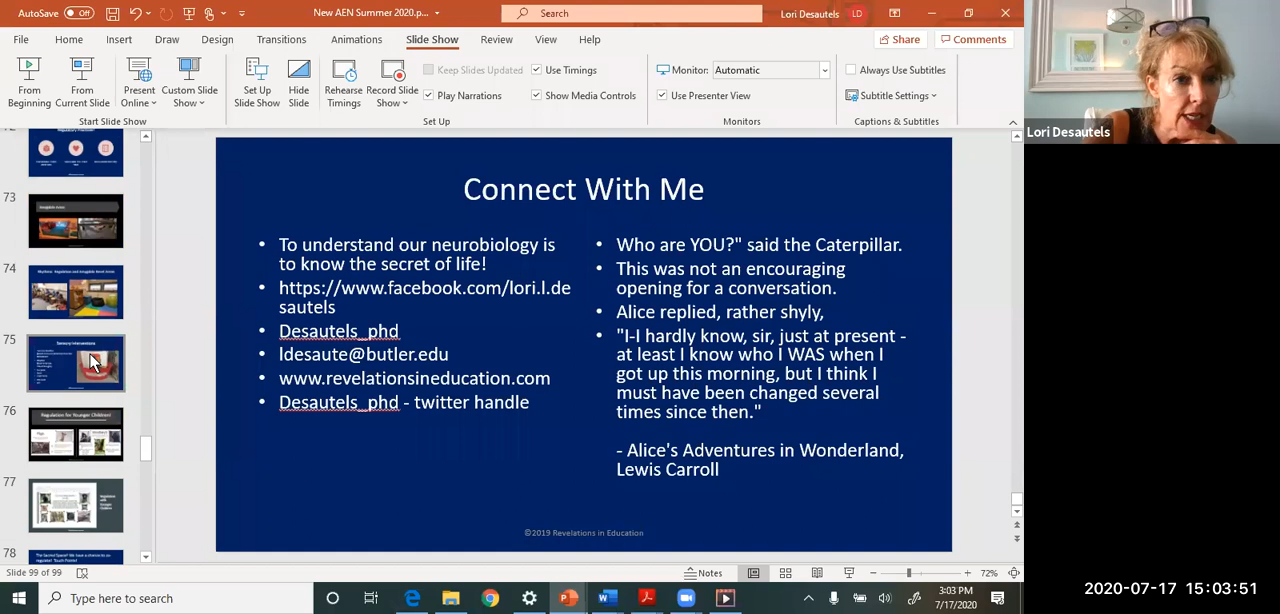 AutoSave Off
New AEN Summer 2020.p...
Search
Lori Desautels
LD
File Home Insert Draw Design Transitions Animations Slide Show Review View Help
Share
Comments
From Beginning
From Current Slide
Present Online
Custom Slide Show
Start Slide Show
Set Up Slide Show
Hide Slide
Rehearse Timings
Record Slide Show
Keep Slides Updated
Play Narrations
Use Timings
Show Media Controls
Set Up
Monitor: Automatic
Use Presenter View
Monitors
Always Use Subtitles
Subtitle Settings
Captions & Subtitles
Lori Desautels
73
74
75
Sensory Interventions
76
Regulation for Younger Children!
77
78
Connect With Me
• To understand our neurobiology is
to know the secret of life!
• https://www.facebook.com/lori.l.de
sautels
• Desautels_phd
• ldesaute@butler.edu
• www.revelationsineducation.com
• Desautels_phd - twitter handle
• Who are YOU?" said the Caterpillar.
• This was not an encouraging
opening for a conversation.
• Alice replied, rather shyly,
• "I-I hardly know, sir, just at present -
at least I know who I WAS when I
got up this morning, but I think I
must have been changed several
times since then."
- Alice's Adventures in Wonderland,
Lewis Carroll
©2019 Revelations in Education
Slide 99 of 99
Notes
72%
Type here to search
3:03 PM
7/17/2020
2020-07-17 15:03:51